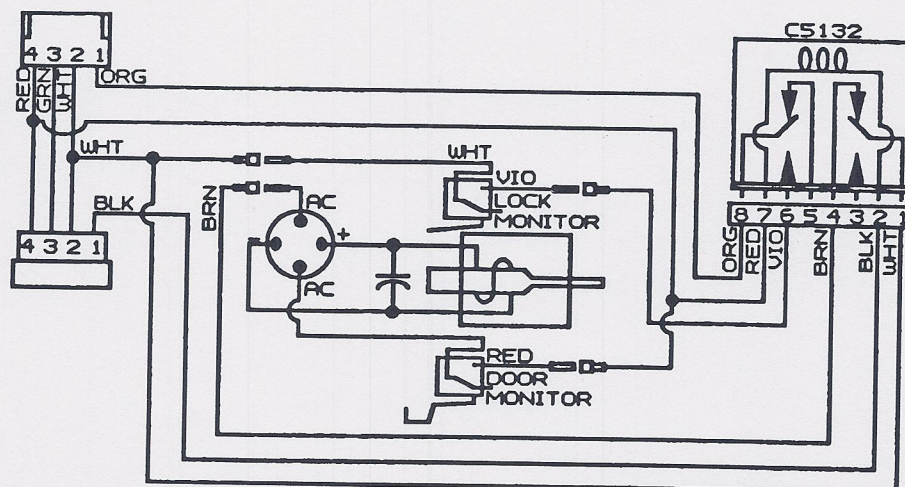 C5132
4 3 2 1
RED
GRN
WHT
ORG
WHT
WHT
VIO
LOCK
MONITOR
BRN
AC
BLK
4 3 2 1
- +
AC
8 7 6 5 4 3 2 1
ORG
RED
VIO
BRN
BLK
WHT
RED
DOOR
MONITOR